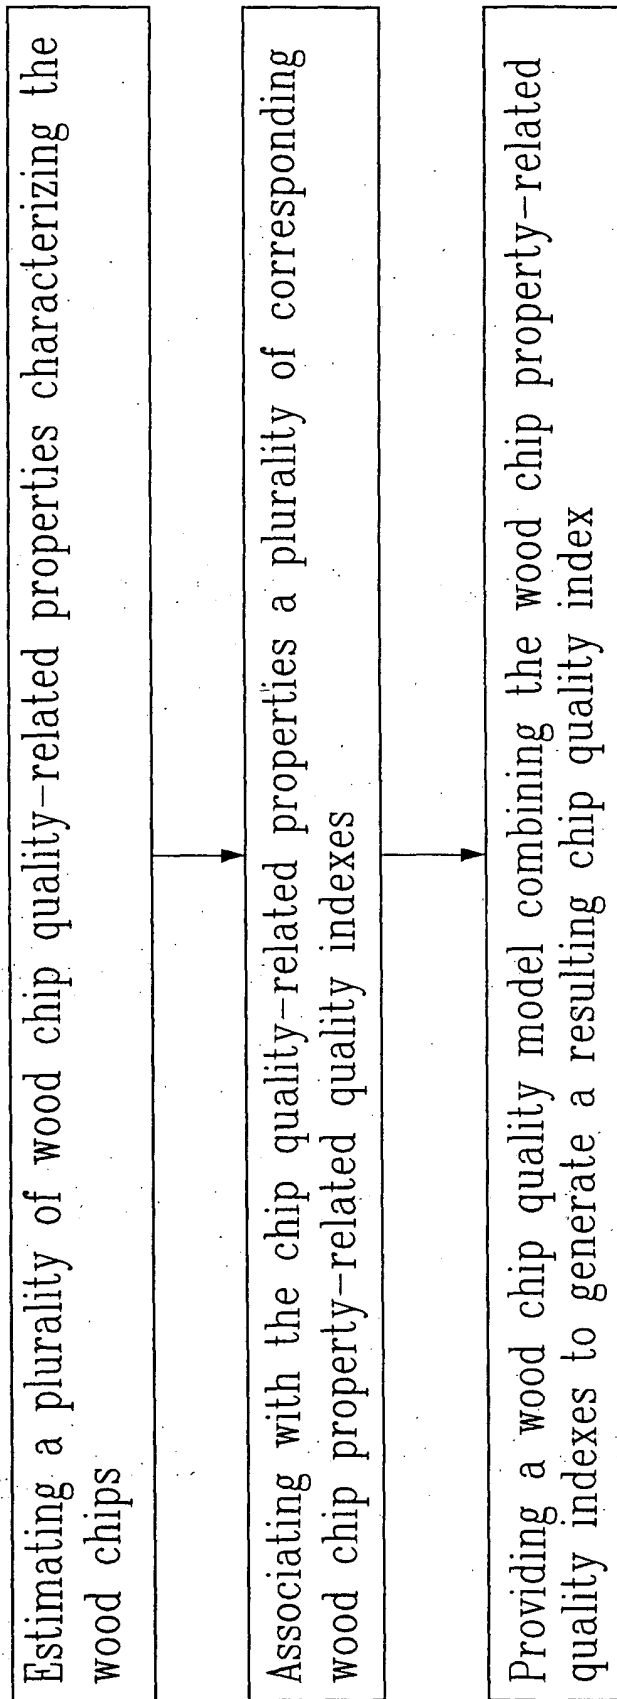 Estimating a plurality of wood chip quality-related properties characterizing the
wood chips
Associating with the chip quality-related properties a plurality of corresponding
wood chip property-related quality indexes
Providing a wood chip quality model combining the wood chip property-related
quality indexes to generate a resulting chip quality index